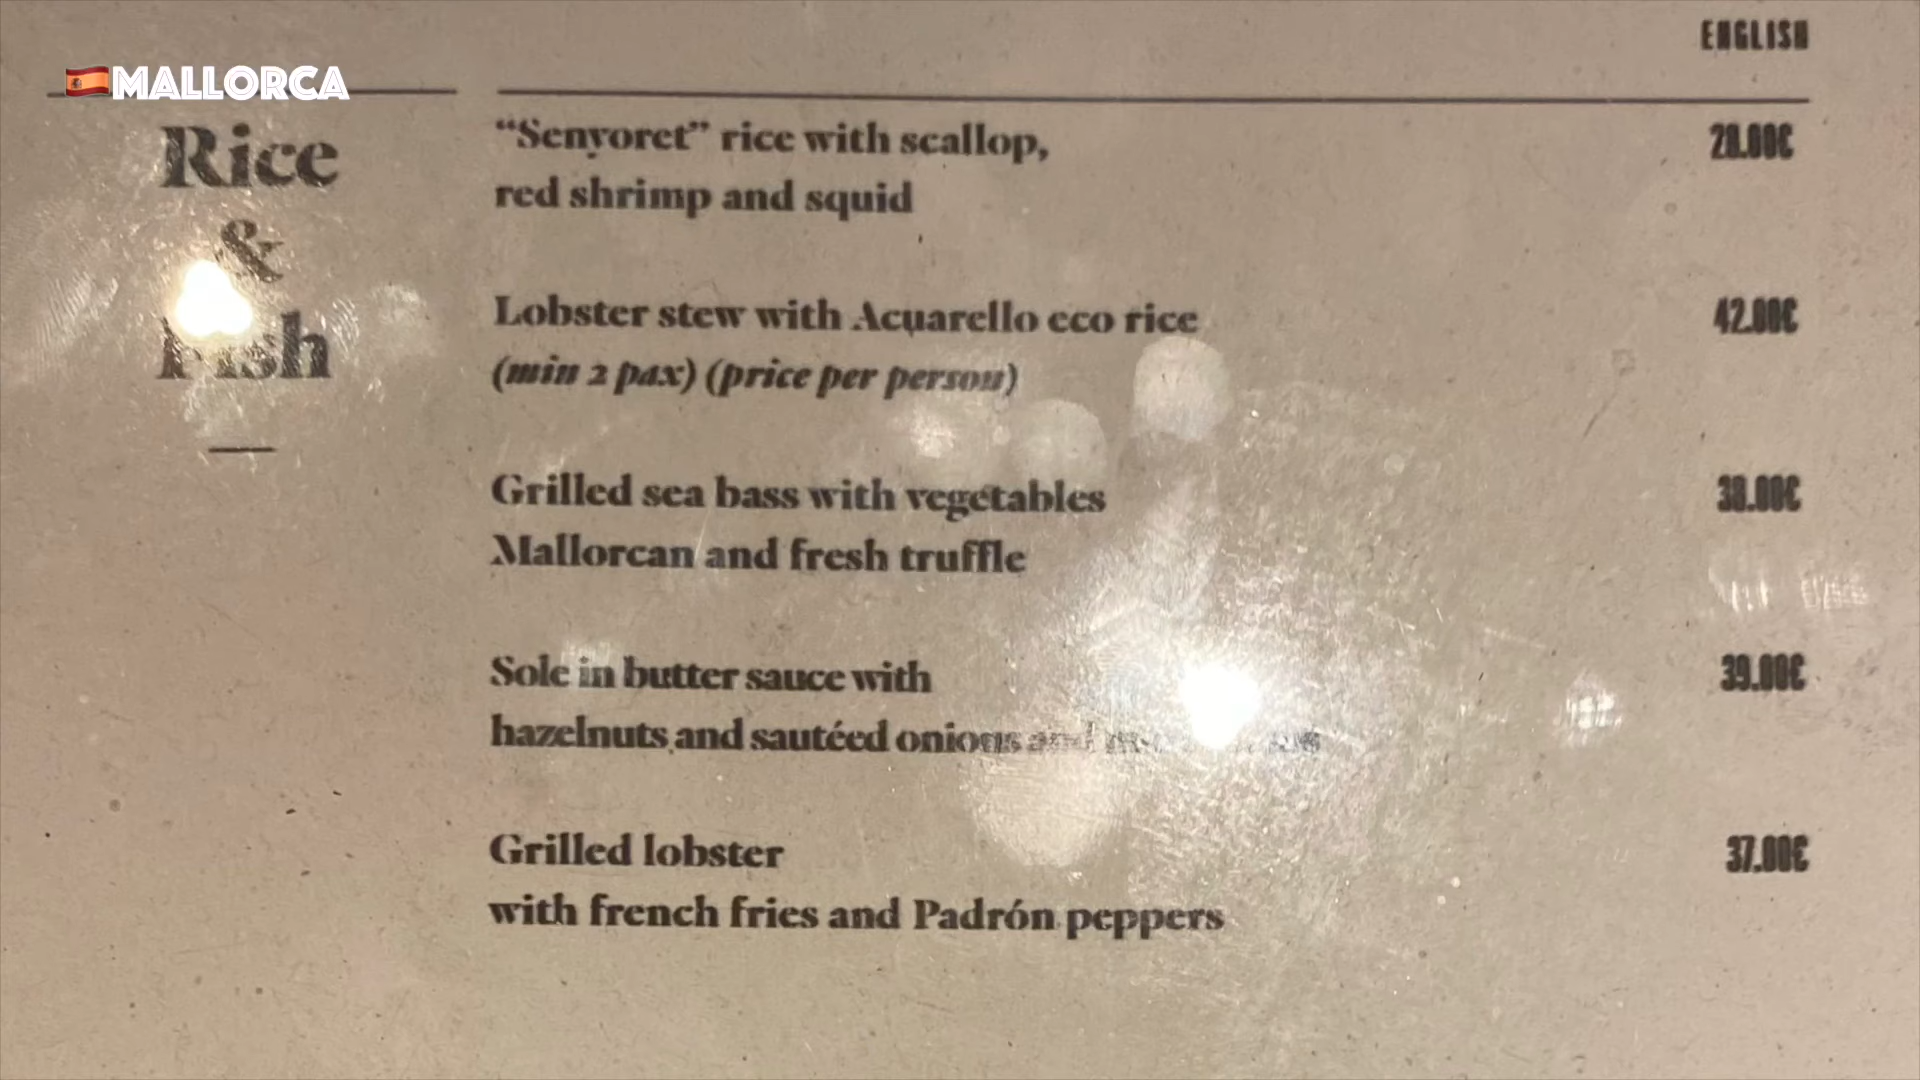 ENGLISH
🇪🇸MALLORCA
Rice
&
Fish
“Senyoret” rice with scallop,
red shrimp and squid
28.00€
Lobster stew with Acquarello eco rice
(min 2 pax) (price per person)
42.00€
Grilled sea bass with vegetables
Mallorcan and fresh truffle
38.00€
Sole in butter sauce with
hazelnuts and sautéed onions and
39.00€
Grilled lobster
with french fries and Padrón peppers
37.00€